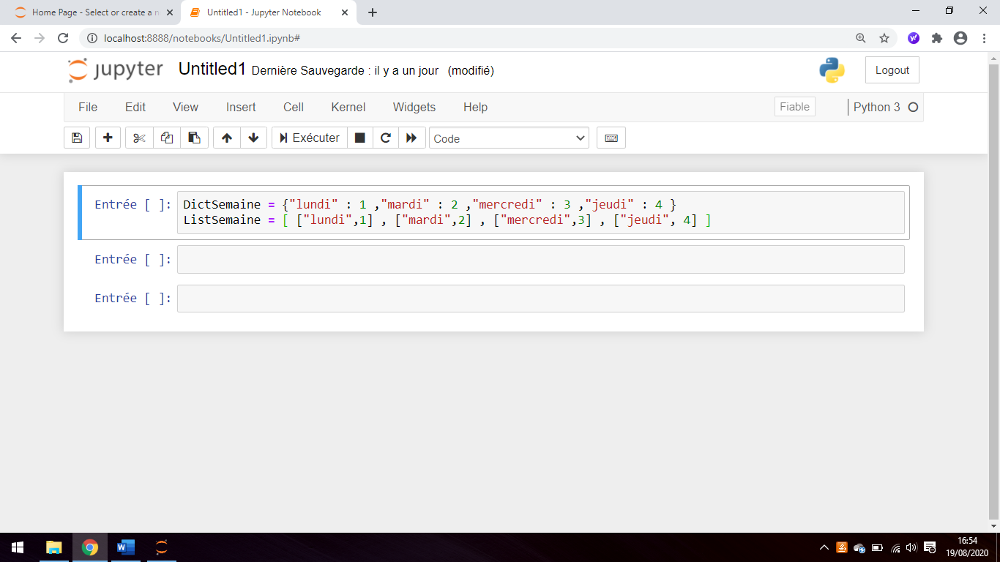 Home Page - Select or create a n
Untitled1 - Jupyter Notebook
localhost:8888/notebooks/Untitled1.ipynb#
jupyter Untitled1 Dernière Sauvegarde : il y a un jour (modifié)
Logout
File Edit View Insert Cell Kernel Widgets Help
Fiable
Python 3
Exécuter
Code
Entrée [ ]:
DictSemaine = {"lundi" : 1 ,"mardi" : 2 ,"mercredi" : 3 ,"jeudi" : 4 }
ListSemaine = [ ["lundi",1] , ["mardi",2] , ["mercredi",3] , ["jeudi", 4] ]
Entrée [ ]:
Entrée [ ]:
16:54
19/08/2020